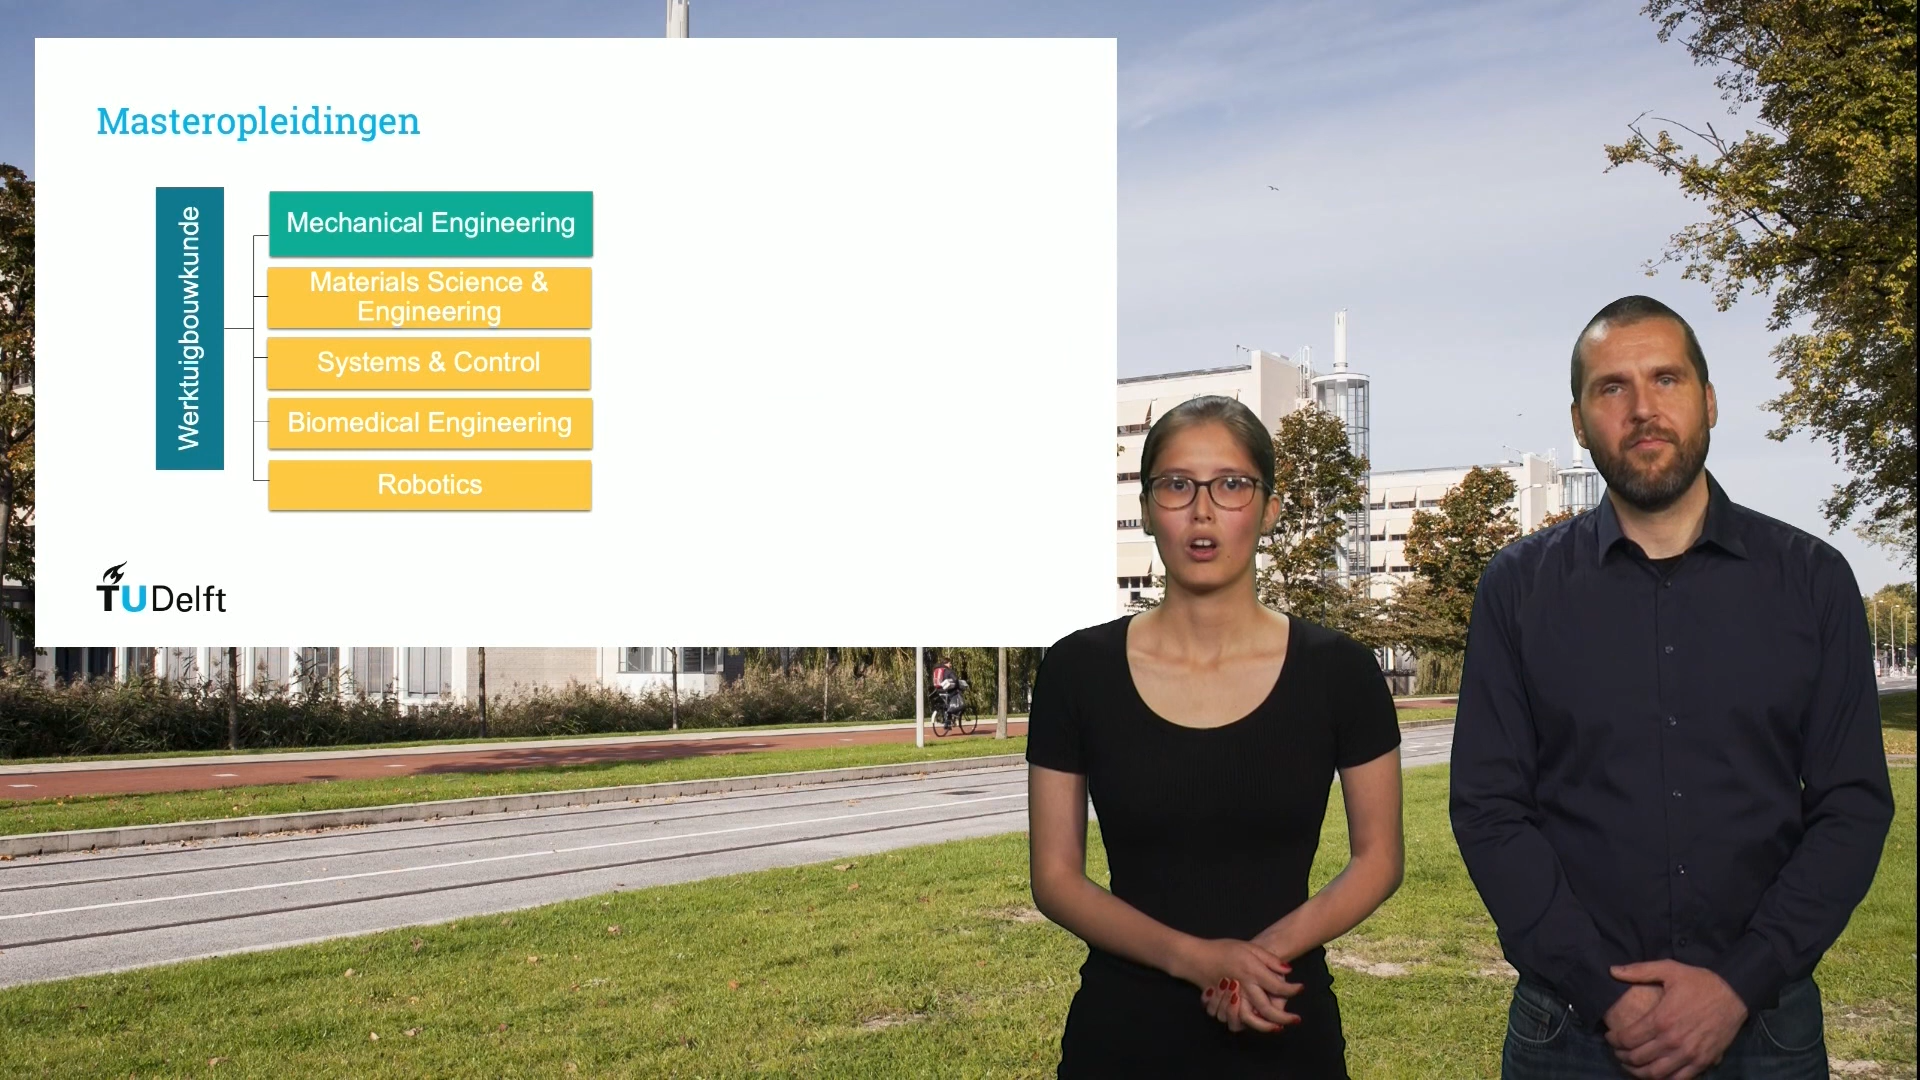 Masteropleidingen
Werktuigbouwkunde
Mechanical Engineering
Materials Science &
Engineering
Systems & Control
Biomedical Engineering
Robotics
TUDelft